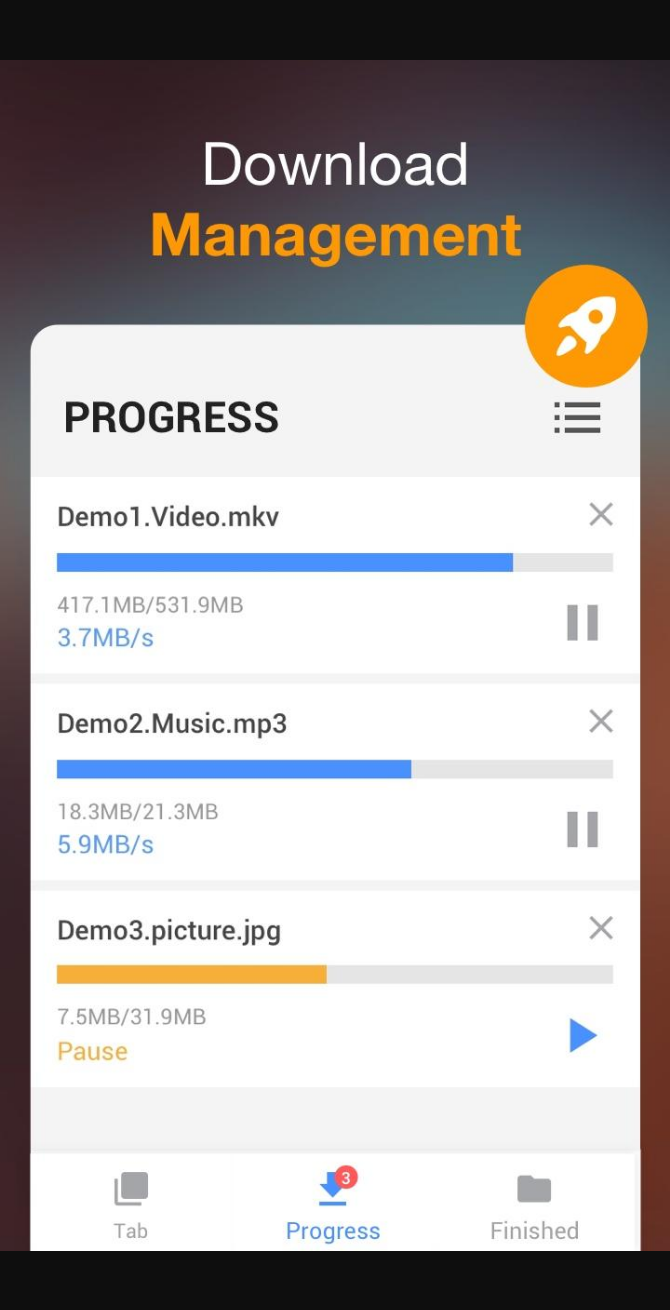 Download
Management
PROGRESS
Demo1.Video.mkv
417.1MB/531.9MB
3.7MB/s
Demo2.Music.mp3
18.3MB/21.3MB
5.9MB/s
Demo3.picture.jpg
7.5MB/31.9MB
Pause
3
Tab
Progress
Finished